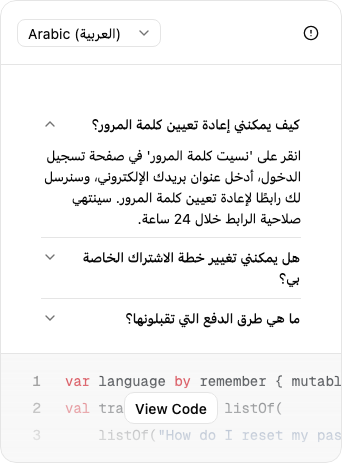 Arabic (العربية)
كيف يمكنني إعادة تعيين كلمة المرور؟
انقر على 'نسيت كلمة المرور' في صفحة تسجيل
الدخول، أدخل عنوان بريدك الإلكتروني، وسنرسل
لك رابطًا لإعادة تعيين كلمة المرور. سينتهي
صلاحية الرابط خلال 24 ساعة.
هل يمكنني تغيير خطة الاشتراك الخاصة
بي؟
ما هي طرق الدفع التي تقبلونها؟
1 var language by remember { mutabl
2 val tra View Code listOf(
3 listOf("How do I reset my pas